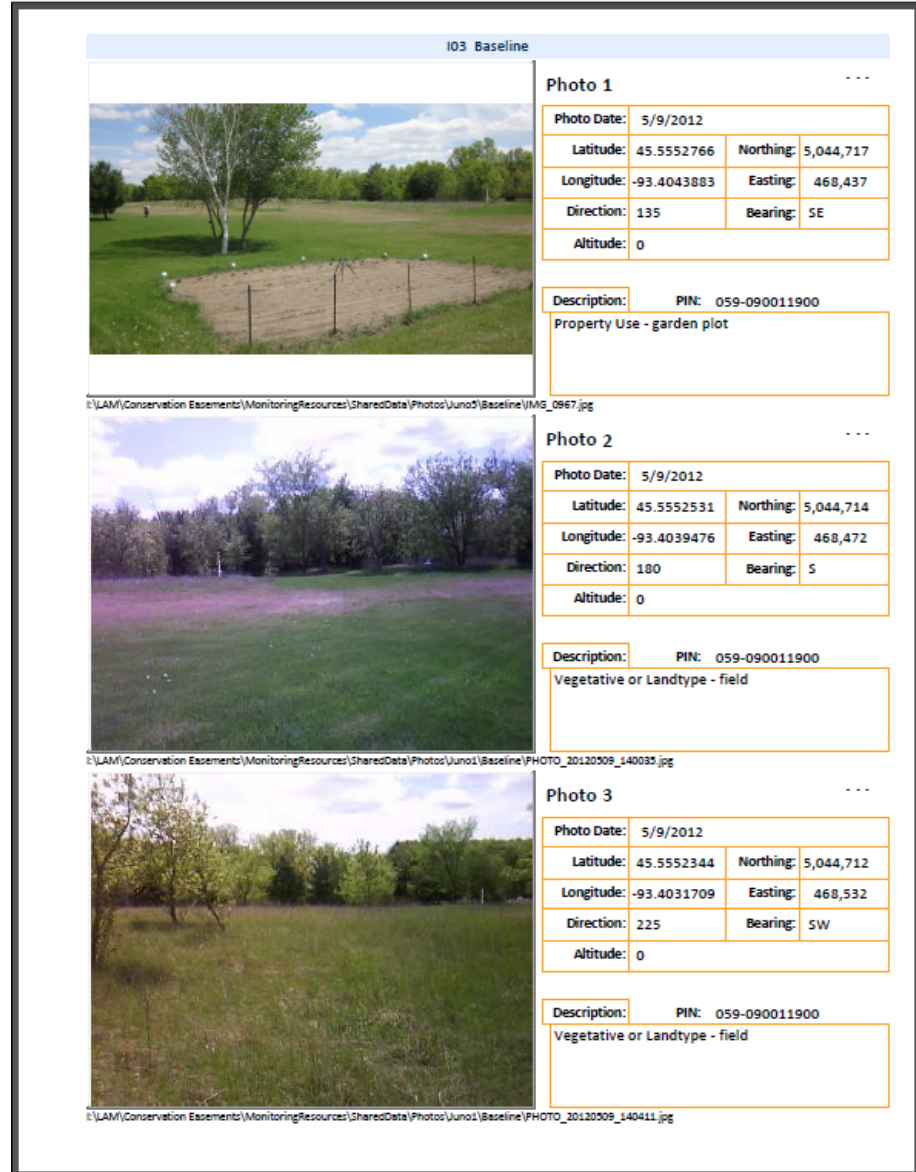 I03 Baseline
Photo 1 - - -
Photo Date: 5/9/2012
Latitude: 45.5552766 Northing: 5,044,717
Longitude: -93.4043883 Easting: 468,437
Direction: 135 Bearing: SE
Altitude: 0
Description: PIN: 059-090011900
Property Use - garden plot
I:\LAM\Conservation Easements\MonitoringResources\SharedData\Photos\Juno5\Baseline\IMG_0967.jpg
Photo 2 - - -
Photo Date: 5/9/2012
Latitude: 45.5552531 Northing: 5,044,714
Longitude: -93.4039476 Easting: 468,472
Direction: 180 Bearing: S
Altitude: 0
Description: PIN: 059-090011900
Vegetative or Landtype - field
I:\LAM\Conservation Easements\MonitoringResources\SharedData\Photos\Juno1\Baseline\PHOTO_20120509_140035.jpg
Photo 3 - - -
Photo Date: 5/9/2012
Latitude: 45.5552344 Northing: 5,044,712
Longitude: -93.4031709 Easting: 468,532
Direction: 225 Bearing: SW
Altitude: 0
Description: PIN: 059-090011900
Vegetative or Landtype - field
I:\LAM\Conservation Easements\MonitoringResources\SharedData\Photos\Juno1\Baseline\PHOTO_20120509_140411.jpg